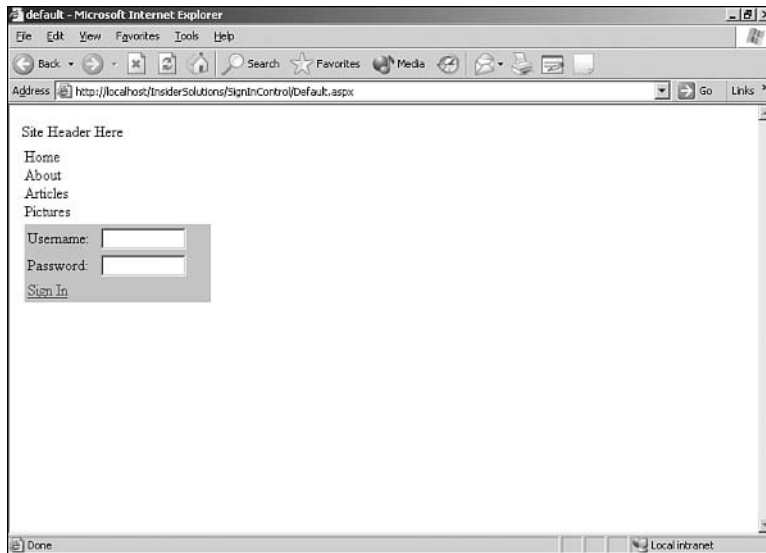 default - Microsoft Internet Explorer
File Edit View Favorites Tools Help
Back Search Favorites Media
Address http://localhost/InsiderSolutions/SignInControl/Default.aspx Go Links
Site Header Here
Home
About
Articles
Pictures
Username:
Password:
Sign In
Done Local intranet